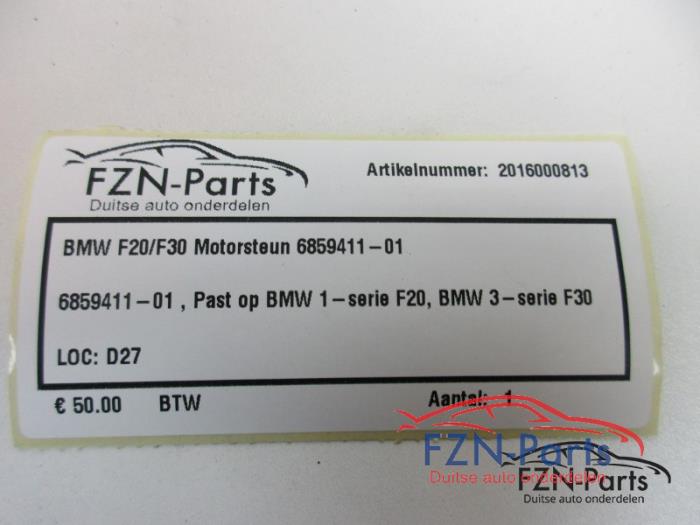 FZN-Parts
Duitse auto onderdelen
Artikelnummer: 2016000813
BMW F20/F30 Motorsteun 6859411-01
6859411-01 , Past op BMW 1-serie F20, BMW 3-serie F30
LOC: D27
€ 50.00 BTW Aantal: 1
FZN-Parts
Duitse auto onderdelen
FZN-Parts
Duitse auto onderdelen